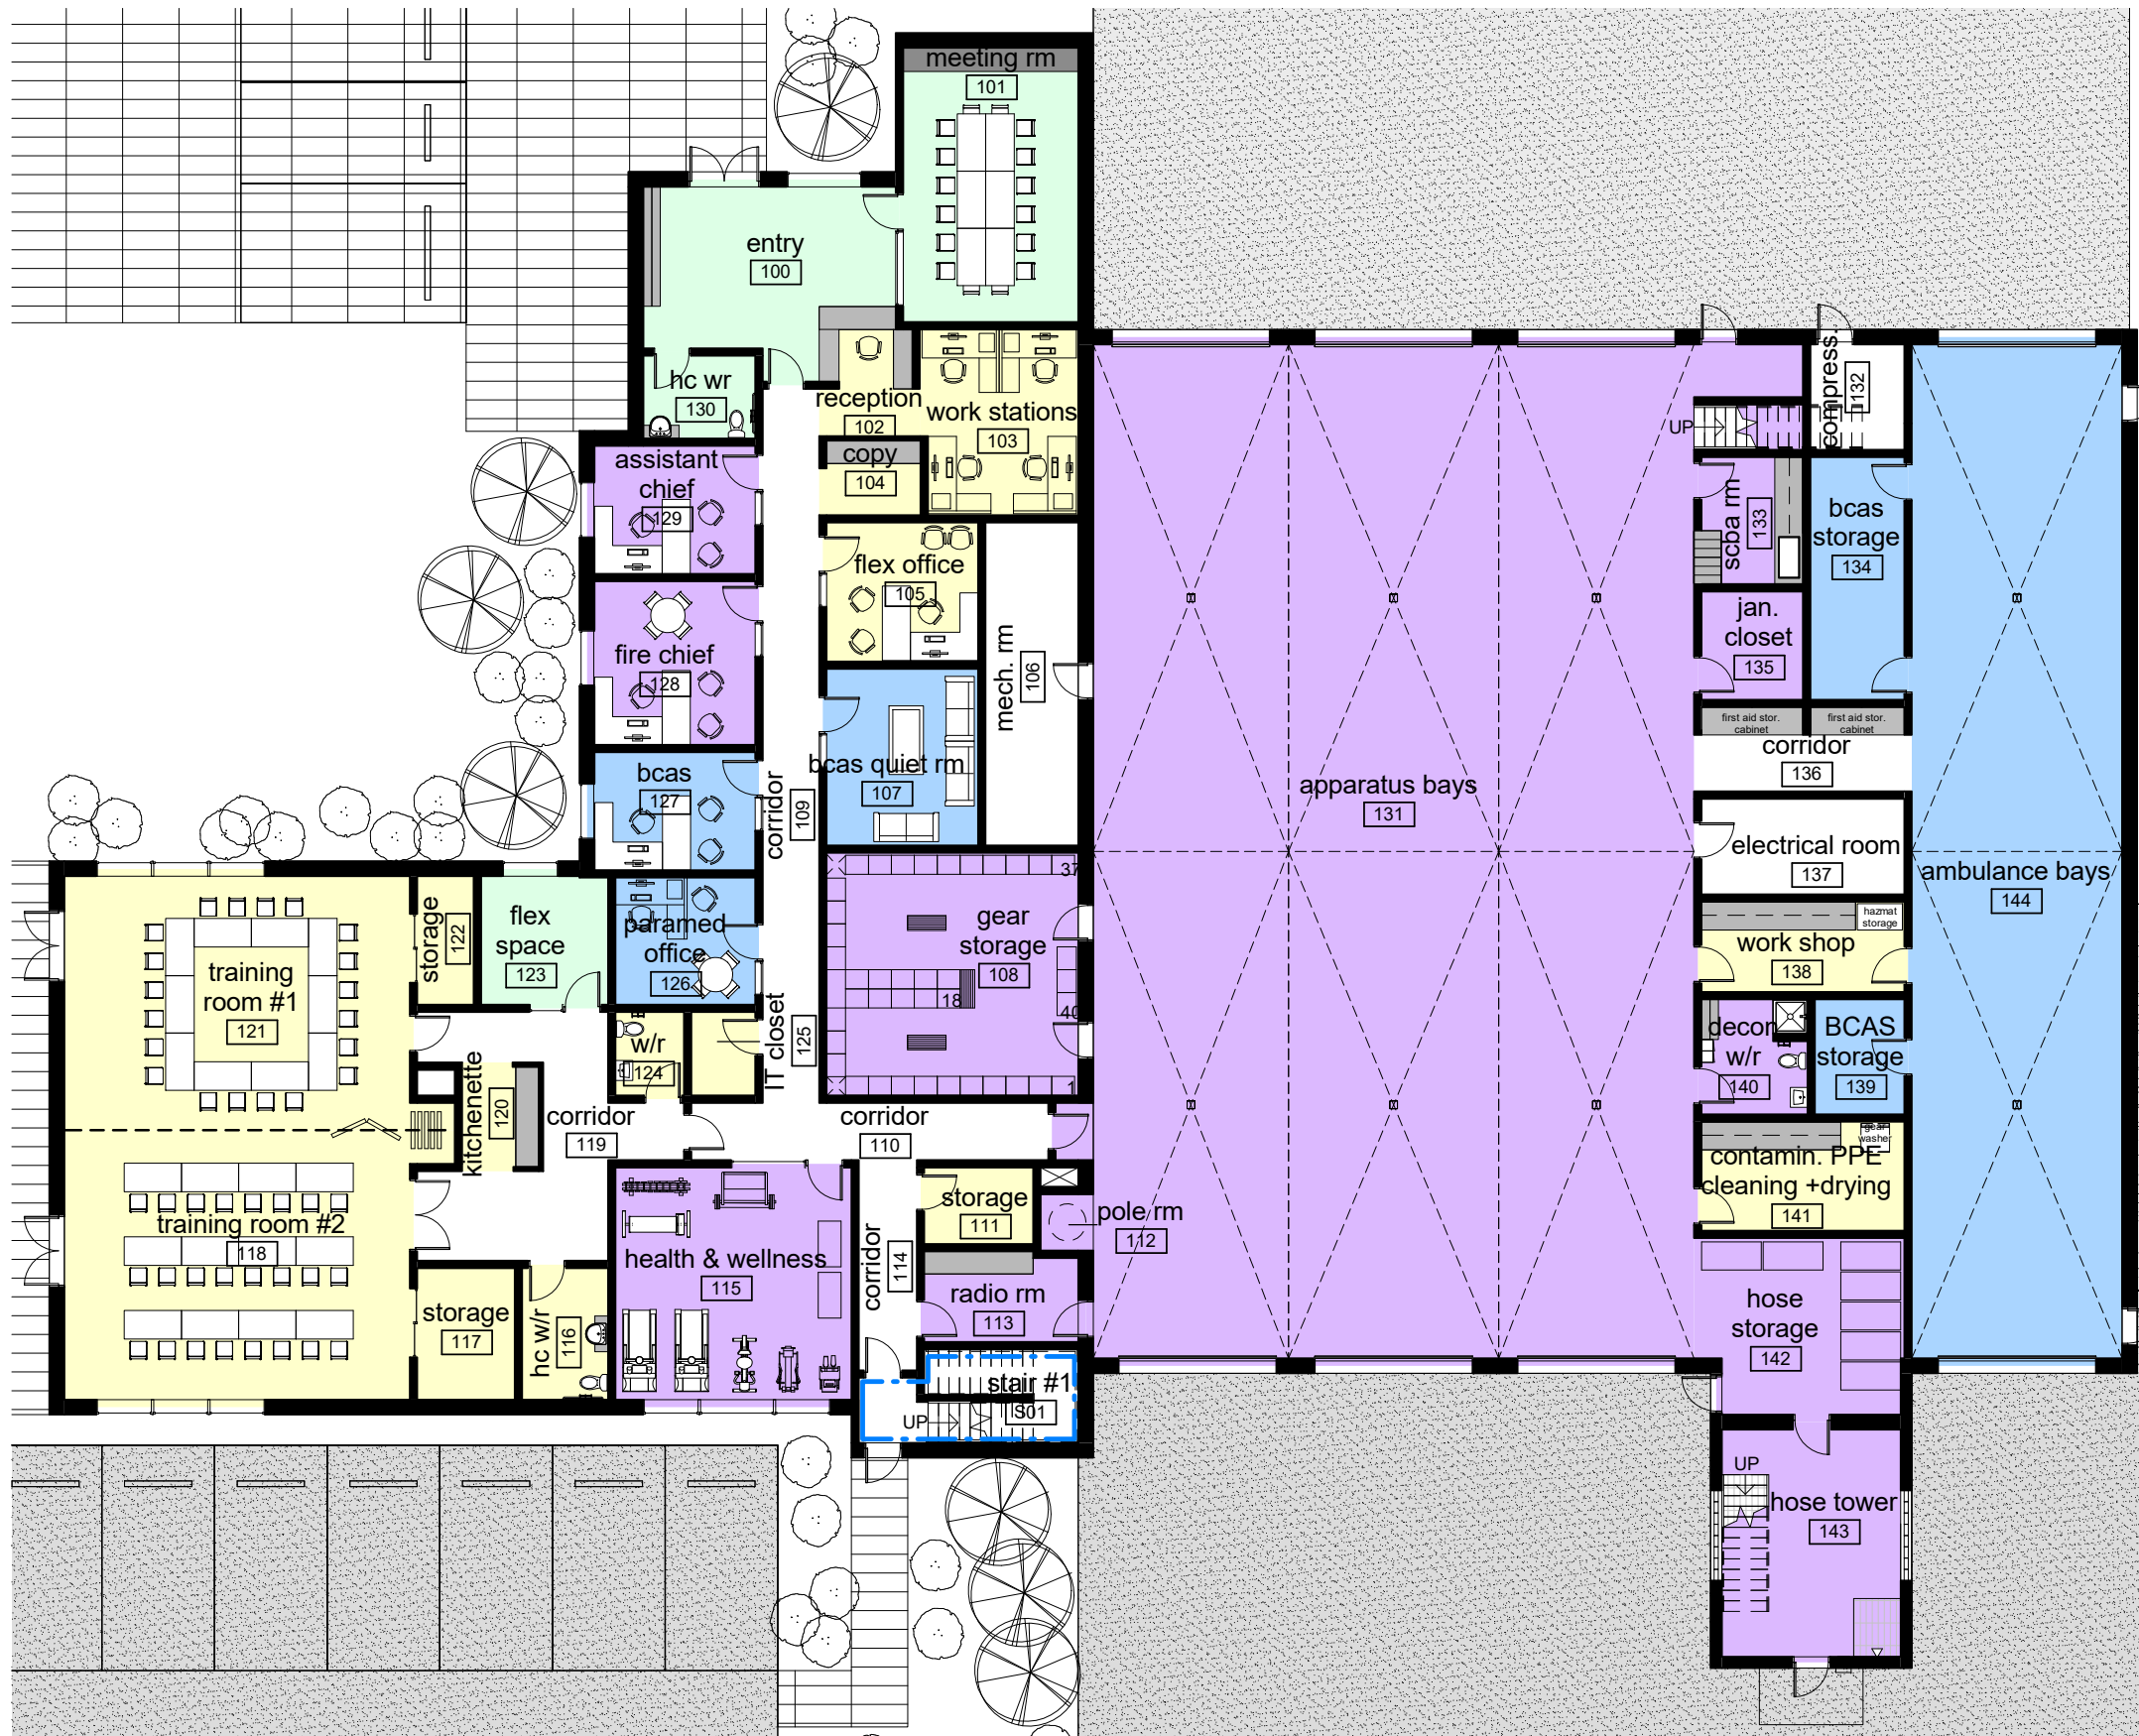 meeting rm
101
entry
100
hc wr
130
reception
102
work stations
103
copy
104
assistant
chief
129
flex office
105
fire chief
128
mech. rm
106
bcas quiet rm
107
bcas
127
corridor
109
paramed
office
126
gear
storage
108
37
18
40
1
IT closet
125
training
room #1
121
storage
122
flex
space
123
w/r
124
kitchenette
120
corridor
119
corridor
110
training room #2
118
storage
117
hc w/r
116
health & wellness
115
corridor
114
storage
111
pole rm
112
radio rm
113
stair #1
S01
UP
apparatus bays
131
UP
compress.
132
scba rm
133
bcas
storage
134
jan.
closet
135
first aid stor.
cabinet
first aid stor.
cabinet
corridor
136
electrical room
137
hazmat
storage
work shop
138
ambulance bays
144
decon
w/r
140
BCAS
storage
139
gear
washer
contamin. PPE
cleaning +drying
141
hose
storage
142
UP
hose tower
143